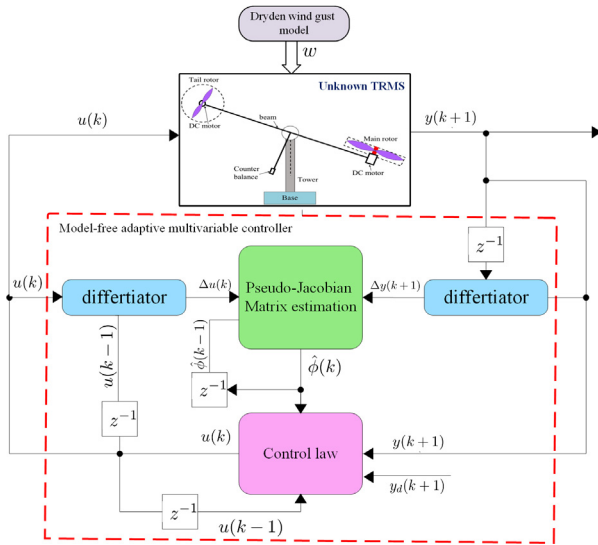 Dryden wind gust
model
w
Unknown TRMS
Tail rotor
DC motor
beam
Main rotor
DC motor
Counter
balance
Tower
Base
u(k)
y(k+1)
Model-free adaptive multivariable controller
z⁻¹
u(k)
differtiator
Δu(k)
Pseudo-Jacobian
Matrix estimation
Δy(k+1)
differtiator
u(k−1)
ϕ̂(k−1)
z⁻¹
ϕ̂(k)
z⁻¹
u(k)
Control law
y(k+1)
y_d(k+1)
z⁻¹
u(k−1)